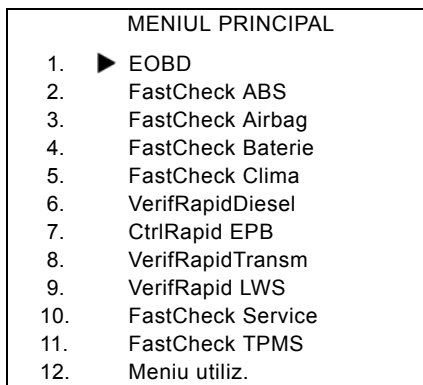 MENIUL PRINCIPAL
1. ▶ EOBD
2. FastCheck ABS
3. FastCheck Airbag
4. FastCheck Baterie
5. FastCheck Clima
6. VerifRapidDiesel
7. CtrlRapid EPB
8. VerifRapidTransm
9. VerifRapid LWS
10. FastCheck Service
11. FastCheck TPMS
12. Meniu utiliz.